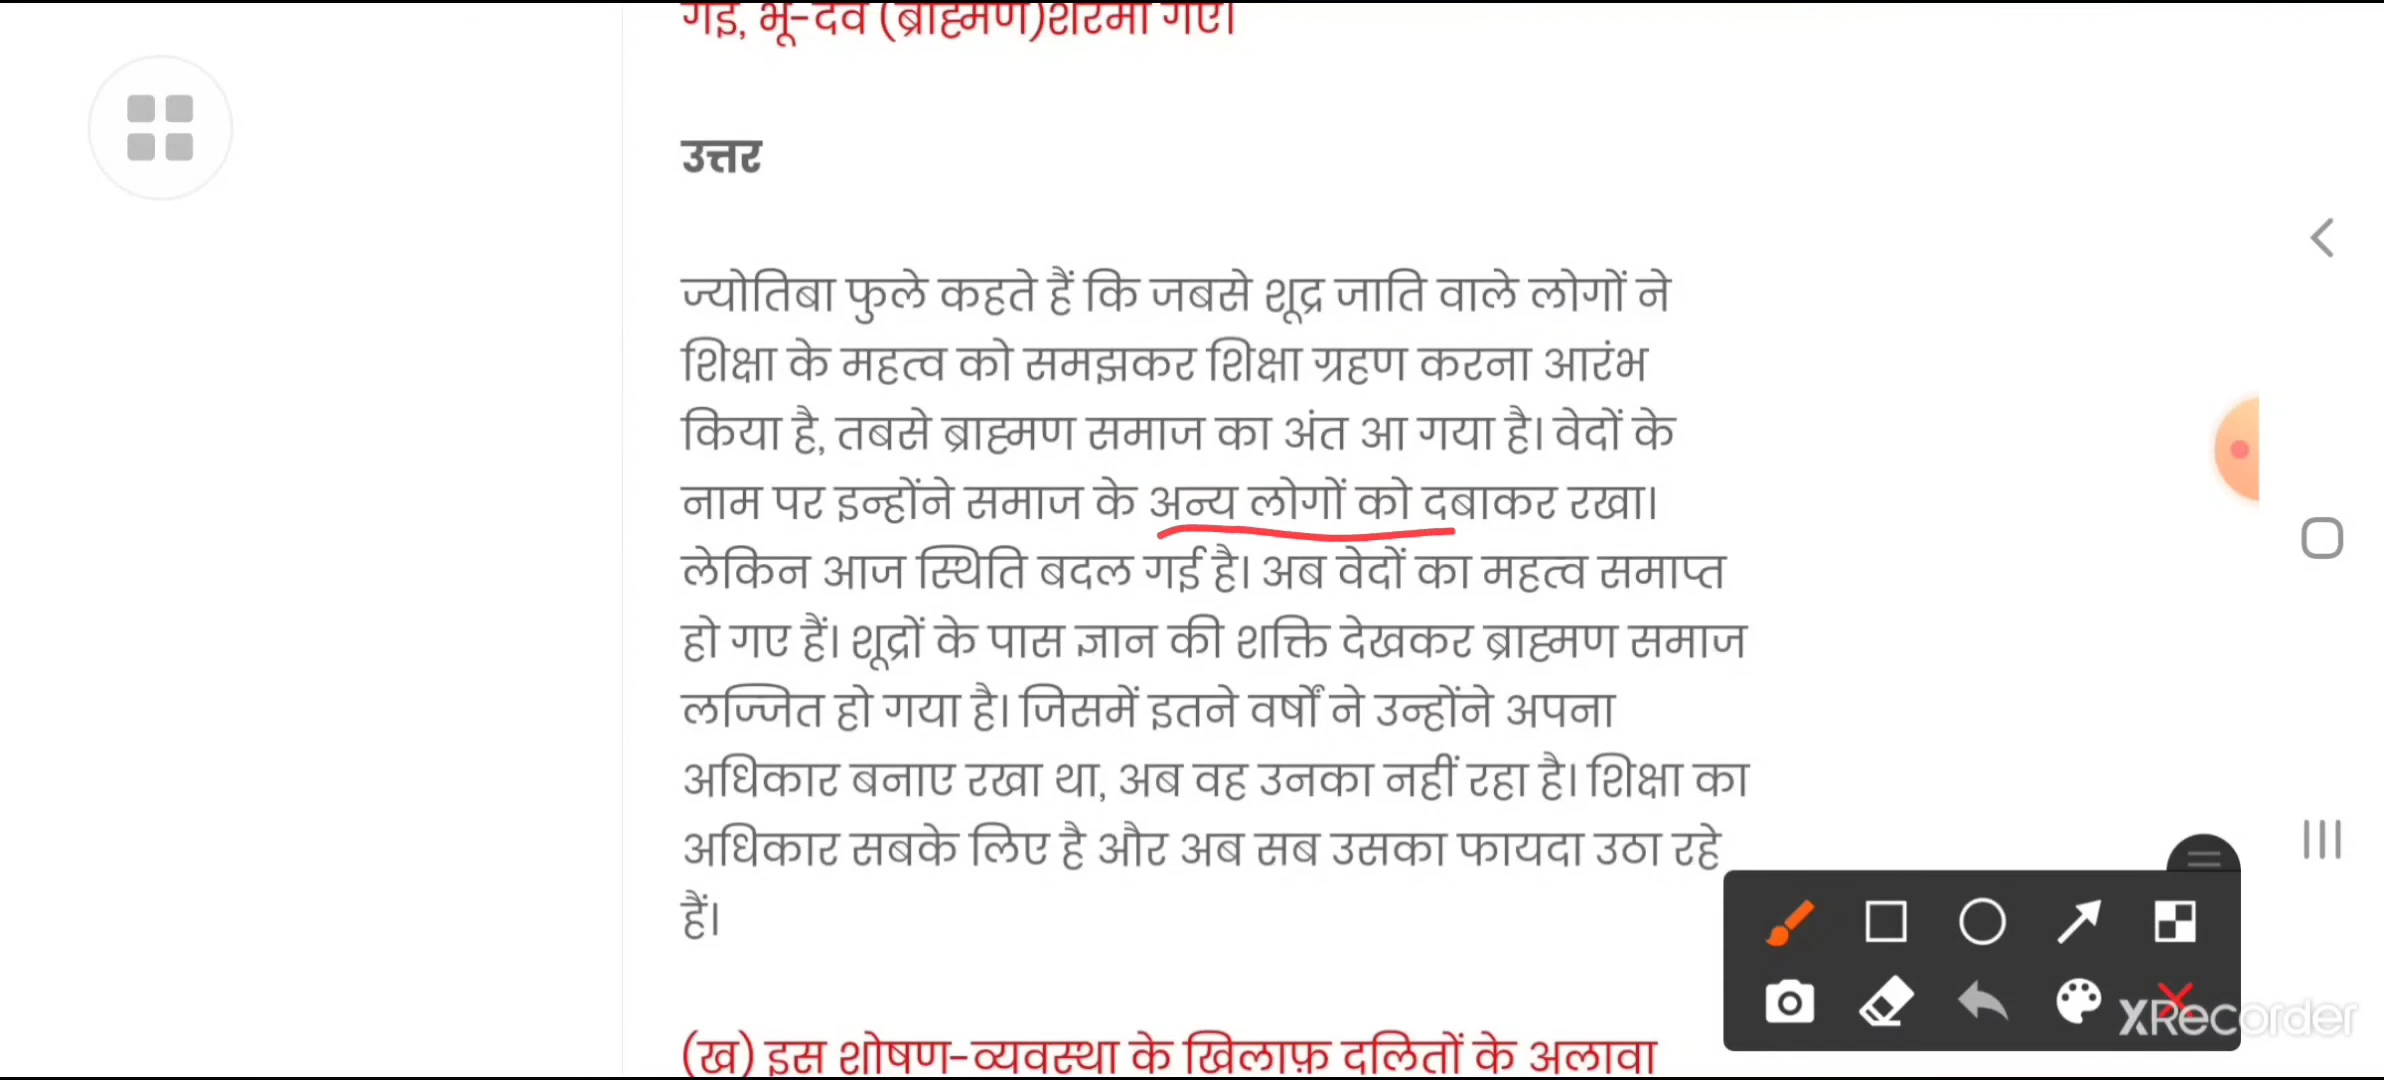 गई, भू-देव (ब्राह्मण)शरमा गए।
उत्तर
ज्योतिबा फुले कहते हैं कि जबसे शूद्र जाति वाले लोगों ने
शिक्षा के महत्व को समझकर शिक्षा ग्रहण करना आरंभ
किया है, तबसे ब्राह्मण समाज का अंत आ गया है। वेदों के
नाम पर इन्होंने समाज के अन्य लोगों को दबाकर रखा।
लेकिन आज स्थिति बदल गई है। अब वेदों का महत्व समाप्त
हो गए हैं। शूद्रों के पास ज्ञान की शक्ति देखकर ब्राह्मण समाज
लज्जित हो गया है। जिसमें इतने वर्षों ने उन्होंने अपना
अधिकार बनाए रखा था, अब वह उनका नहीं रहा है। शिक्षा का
अधिकार सबके लिए है और अब सब उसका फायदा उठा रहे
हैं।
(ख) इस शोषण-व्यवस्था के खिलाफ़ दलितों के अलावा
XRecorder